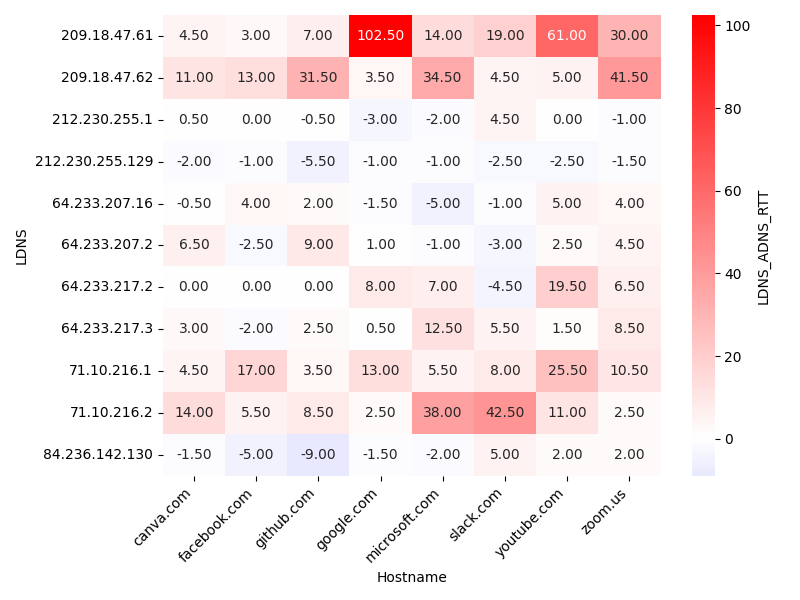 209.18.47.61 4.50 3.00 7.00 102.50 14.00 19.00 61.00 30.00
209.18.47.62 11.00 13.00 31.50 3.50 34.50 4.50 5.00 41.50
212.230.255.1 0.50 0.00 -0.50 -3.00 -2.00 4.50 0.00 -1.00
212.230.255.129 -2.00 -1.00 -5.50 -1.00 -1.00 -2.50 -2.50 -1.50
64.233.207.16 -0.50 4.00 2.00 -1.50 -5.00 -1.00 5.00 4.00
64.233.207.2 6.50 -2.50 9.00 1.00 -1.00 -3.00 2.50 4.50
64.233.217.2 0.00 0.00 0.00 8.00 7.00 -4.50 19.50 6.50
64.233.217.3 3.00 -2.00 2.50 0.50 12.50 5.50 1.50 8.50
71.10.216.1 4.50 17.00 3.50 13.00 5.50 8.00 25.50 10.50
71.10.216.2 14.00 5.50 8.50 2.50 38.00 42.50 11.00 2.50
84.236.142.130 -1.50 -5.00 -9.00 -1.50 -2.00 5.00 2.00 2.00
canva.com facebook.com github.com google.com microsoft.com slack.com youtube.com zoom.us
Hostname
LDNS
100
80
60
40
20
0
LDNS_ADNS_RTT